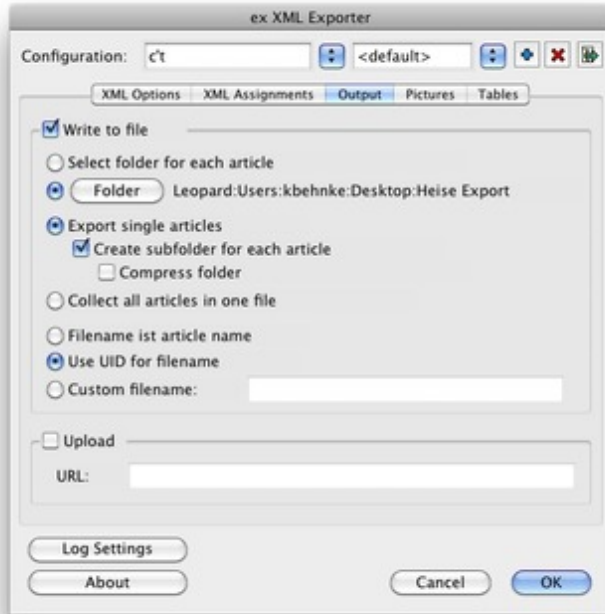 ex XML Exporter
Configuration: c't <default>
XML Options XML Assignments Output Pictures Tables
Write to file
Select folder for each article
Folder Leopard:Users:kbehnke:Desktop:Heise Export
Export single articles
Create subfolder for each article
Compress folder
Collect all articles in one file
Filename ist article name
Use UID for filename
Custom filename:
Upload
URL:
Log Settings
About Cancel OK